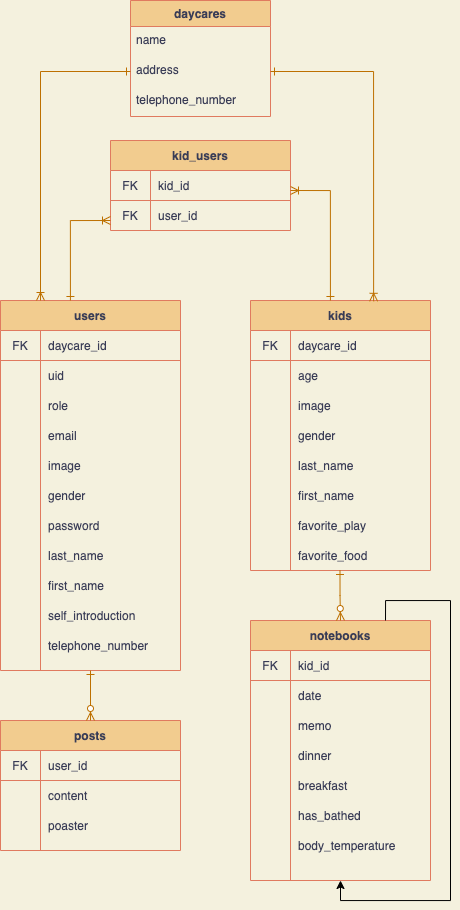 daycares
name
address
telephone_number
kid_users
FK kid_id
FK user_id
users
FK daycare_id
uid
role
email
image
gender
password
last_name
first_name
self_introduction
telephone_number
kids
FK daycare_id
age
image
gender
last_name
first_name
favorite_play
favorite_food
posts
FK user_id
content
poaster
notebooks
FK kid_id
date
memo
dinner
breakfast
has_bathed
body_temperature